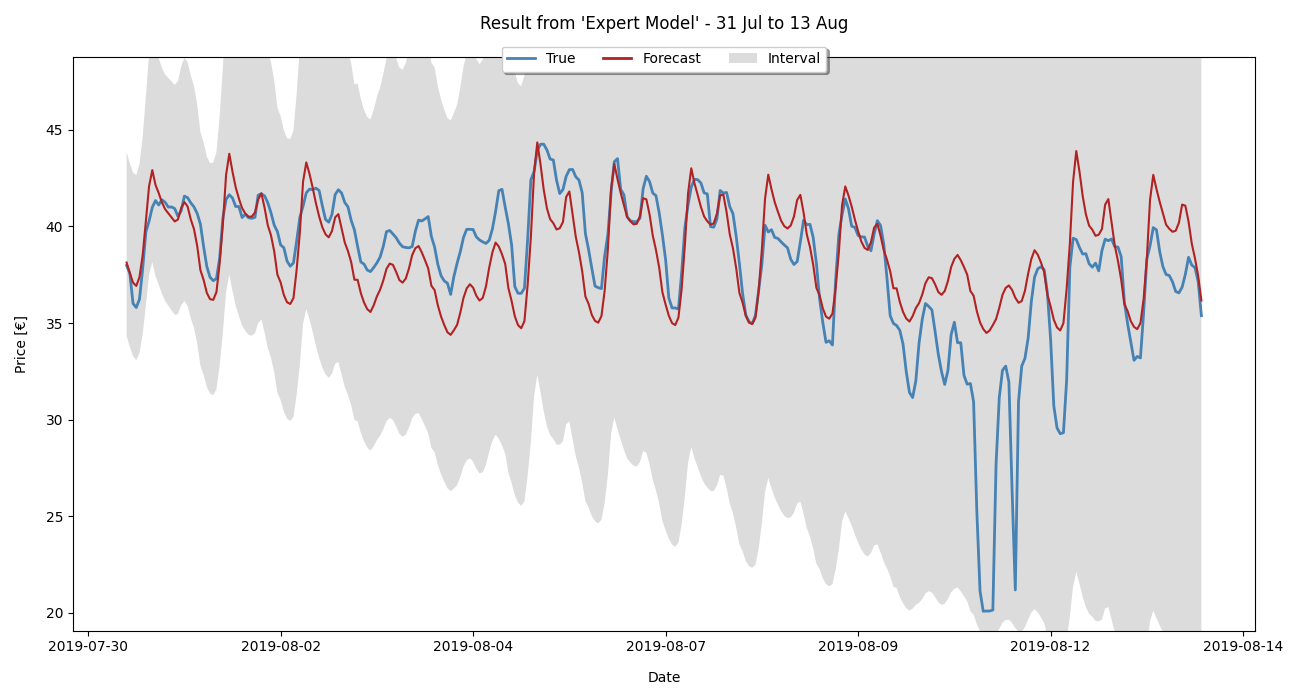 Result from 'Expert Model' - 31 Jul to 13 Aug
True Forecast Interval
Price [€]
45
40
35
30
25
20
2019-07-30 2019-08-02 2019-08-04 2019-08-07 2019-08-09 2019-08-12 2019-08-14
Date